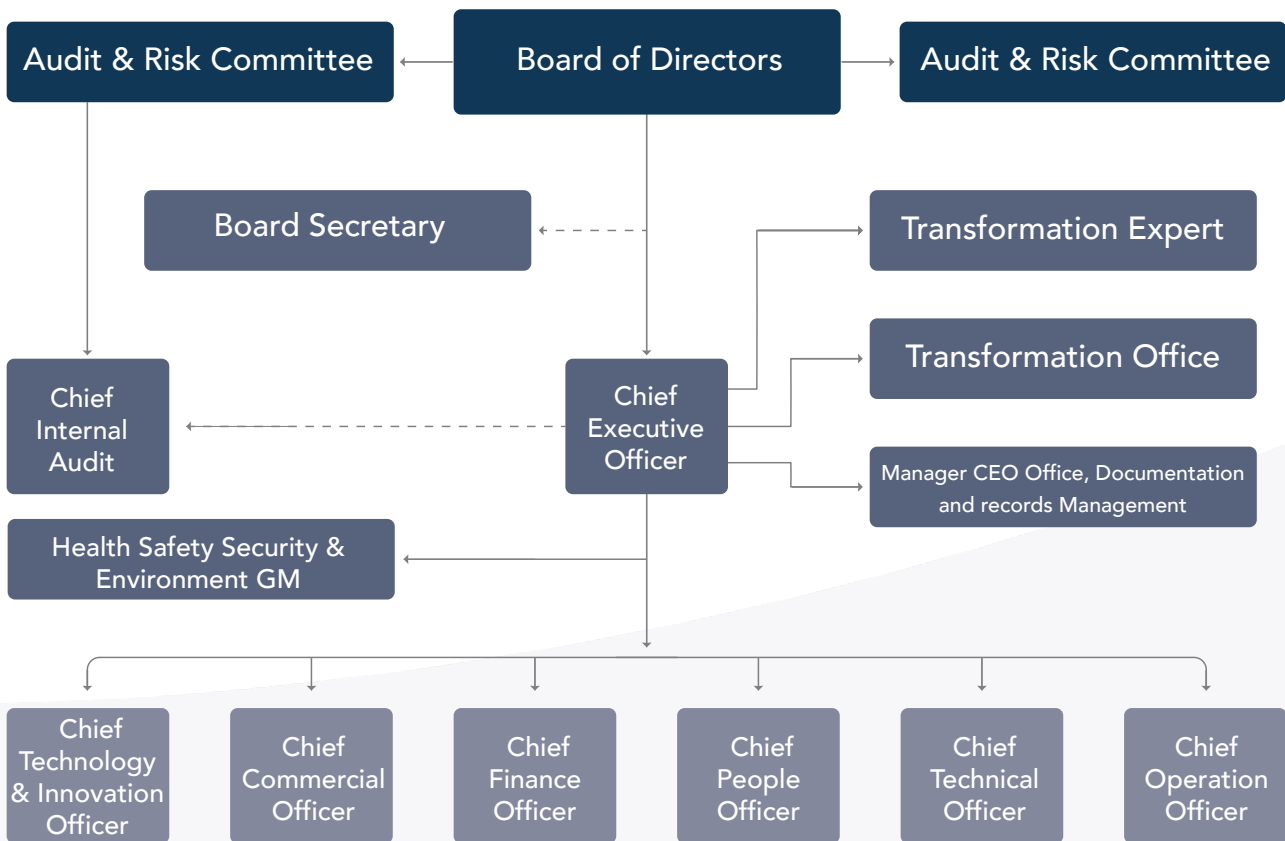 Audit & Risk Committee
Board of Directors
Audit & Risk Committee
Board Secretary
Transformation Expert
Transformation Office
Chief
Internal
Audit
Chief
Executive
Officer
Manager CEO Office, Documentation
and records Management
Health Safety Security &
Environment GM
Chief
Technology
& Innovation
Officer
Chief
Commercial
Officer
Chief
Finance
Officer
Chief
People
Officer
Chief
Technical
Officer
Chief
Operation
Officer